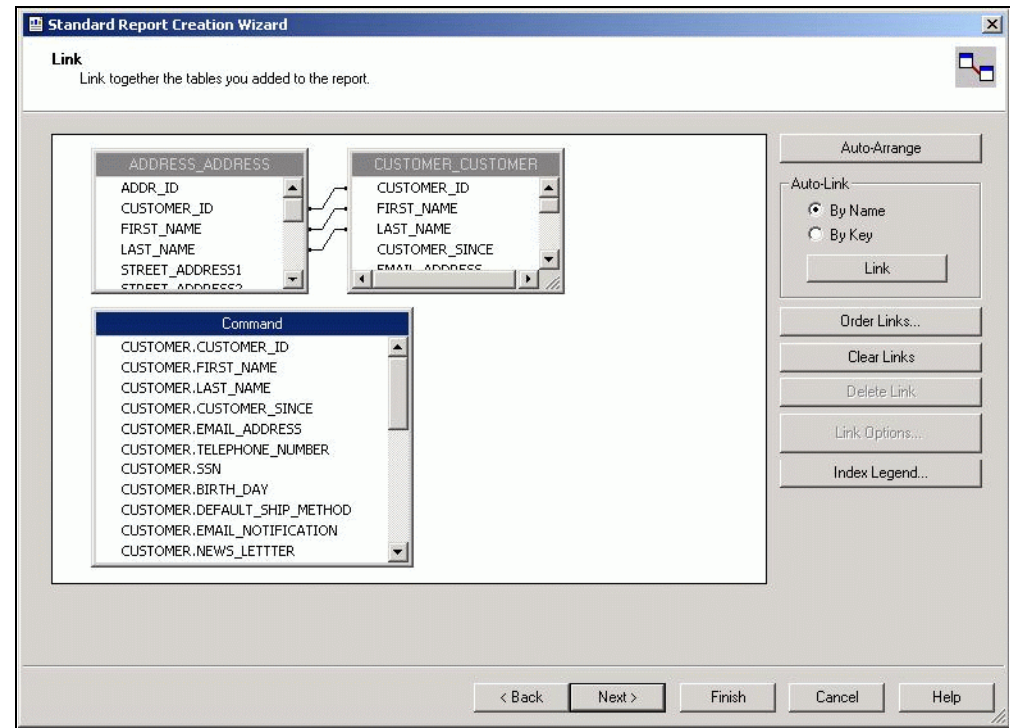 Standard Report Creation Wizard
Link
Link together the tables you added to the report.
ADDRESS_ADDRESS
ADDR_ID
CUSTOMER_ID
FIRST_NAME
LAST_NAME
STREET_ADDRESS1
STREET_ADDRESS2
CUSTOMER_CUSTOMER
CUSTOMER_ID
FIRST_NAME
LAST_NAME
CUSTOMER_SINCE
EMAIL_ADDRESS
Command
CUSTOMER.CUSTOMER_ID
CUSTOMER.FIRST_NAME
CUSTOMER.LAST_NAME
CUSTOMER.CUSTOMER_SINCE
CUSTOMER.EMAIL_ADDRESS
CUSTOMER.TELEPHONE_NUMBER
CUSTOMER.SSN
CUSTOMER.BIRTH_DAY
CUSTOMER.DEFAULT_SHIP_METHOD
CUSTOMER.EMAIL_NOTIFICATION
CUSTOMER.NEWS_LETTTER
Auto-Arrange
Auto-Link
By Name
By Key
Link
Order Links...
Clear Links
Delete Link
Link Options...
Index Legend...
< Back
Next >
Finish
Cancel
Help